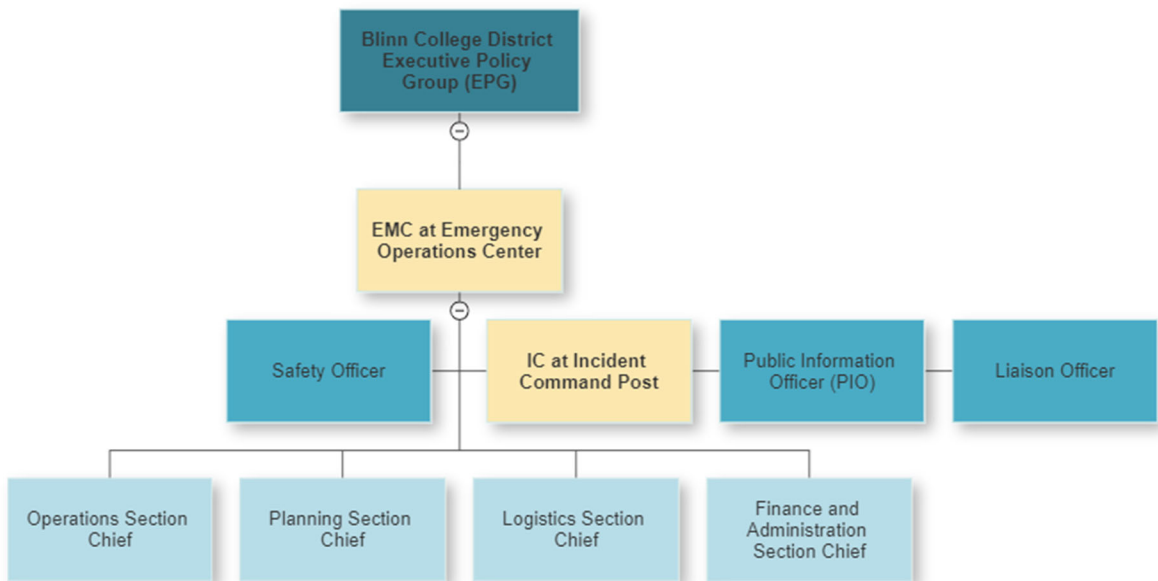 Blinn College District
Executive Policy
Group (EPG)
EMC at Emergency
Operations Center
Safety Officer
IC at Incident
Command Post
Public Information
Officer (PIO)
Liaison Officer
Operations Section
Chief
Planning Section
Chief
Logistics Section
Chief
Finance and
Administration
Section Chief